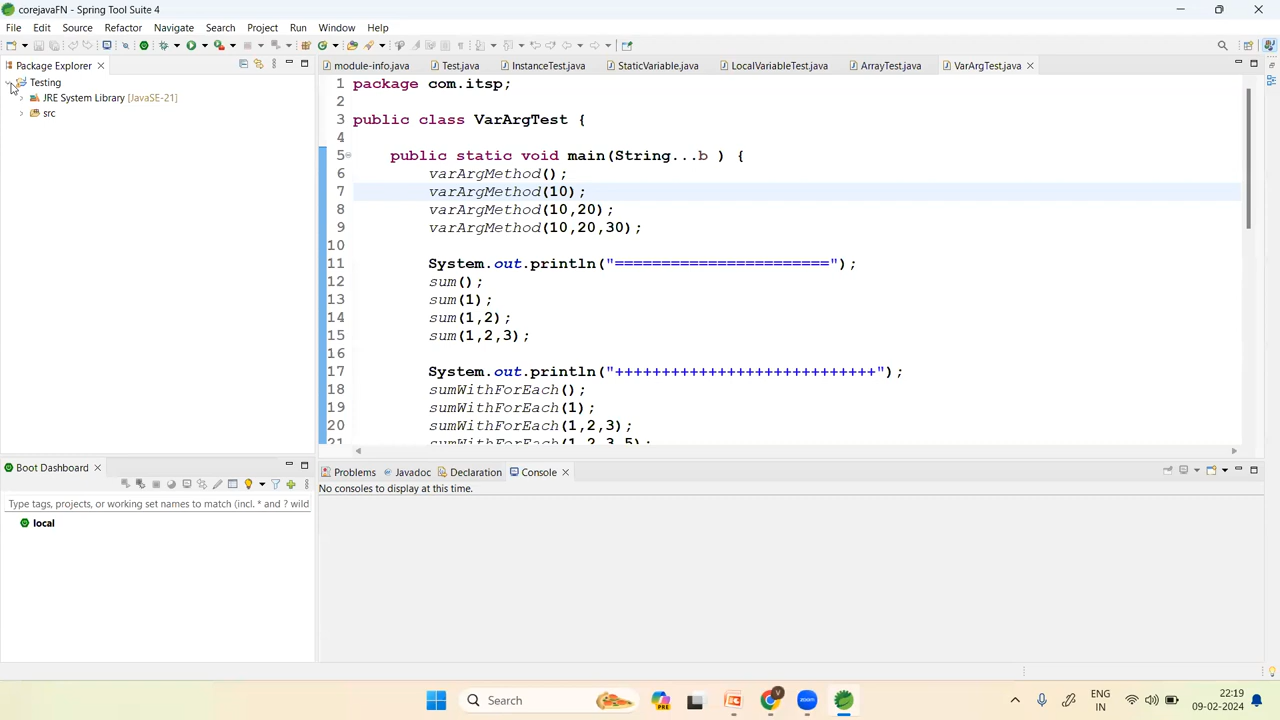 corejavaFN - Spring Tool Suite 4
File Edit Source Refactor Navigate Search Project Run Window Help
Package Explorer
module-info.java Test.java InstanceTest.java StaticVariable.java LocalVariableTest.java ArrayTest.java VarArgTest.java
Testing
JRE System Library [JavaSE-21]
src
1 package com.itsp;
2
3 public class VarArgTest {
4
5 public static void main(String...b ) {
6 varArgMethod();
7 varArgMethod(10);
8 varArgMethod(10,20);
9 varArgMethod(10,20,30);
10
11 System.out.println("=======================");
12 sum();
13 sum(1);
14 sum(1,2);
15 sum(1,2,3);
16
17 System.out.println("++++++++++++++++++++++++++++");
18 sumWithForEach();
19 sumWithForEach(1);
20 sumWithForEach(1,2,3);
21 sumWithForEach(1,2,3,5);
Boot Dashboard
Type tags, projects, or working set names to match (incl. * and ? wild
local
Problems Javadoc Declaration Console
No consoles to display at this time.
Search
PRE
V
ENG
IN
22:19
09-02-2024